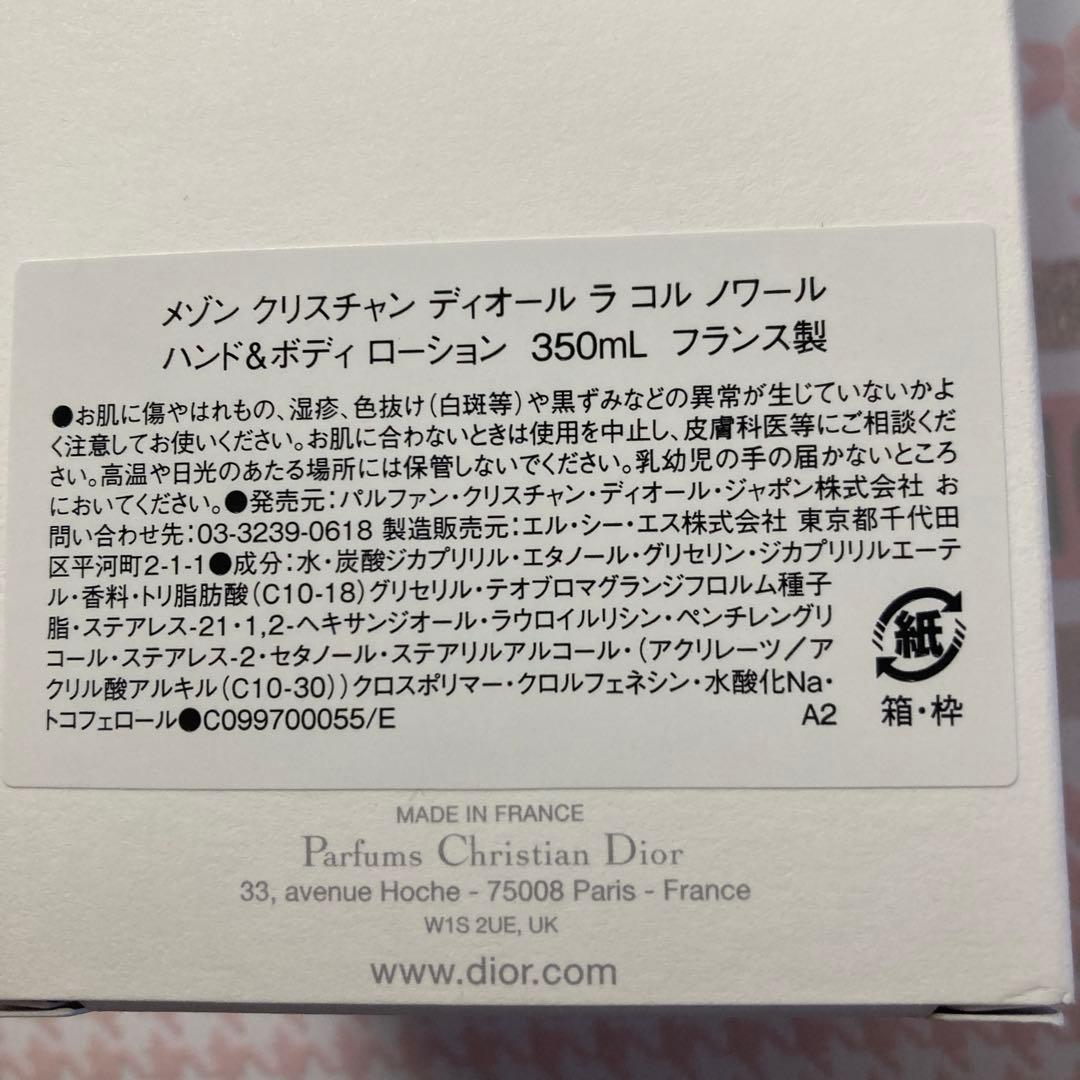 メゾン クリスチャン ディオール ラ コル ノワール
ハンド&ボディ ローション 350mL フランス製
●お肌に傷やはれもの、湿疹、色抜け(白斑等)や黒ずみなどの異常が生じていないかよ
く注意してお使いください。お肌に合わないときは使用を中止し、皮膚科医等にご相談くだ
さい。高温や日光のあたる場所には保管しないでください。乳幼児の手の届かないところ
においてください。●発売元:パルファン・クリスチャン・ディオール・ジャポン株式会社 お
問い合わせ先:03-3239-0618 製造販売元:エル・シー・エス株式会社 東京都千代田
区平河町2-1-1●成分:水・炭酸ジカプリリル・エタノール・グリセリン・ジカプリリルエーテ
ル・香料・トリ脂肪酸(C10-18)グリセリル・テオブロマグランジフロルム種子
脂・ステアレス-21・1,2-ヘキサンジオール・ラウロイルリシン・ペンチレングリ
コール・ステアレス-2・セタノール・ステアリルアルコール・(アクリレーツ/ア
クリル酸アルキル(C10-30))クロスポリマー・クロルフェネシン・水酸化Na・
トコフェロール●C099700055/E A2
紙
箱・枠
MADE IN FRANCE
Parfums Christian Dior
33, avenue Hoche - 75008 Paris - France
W1S 2UE, UK
www.dior.com